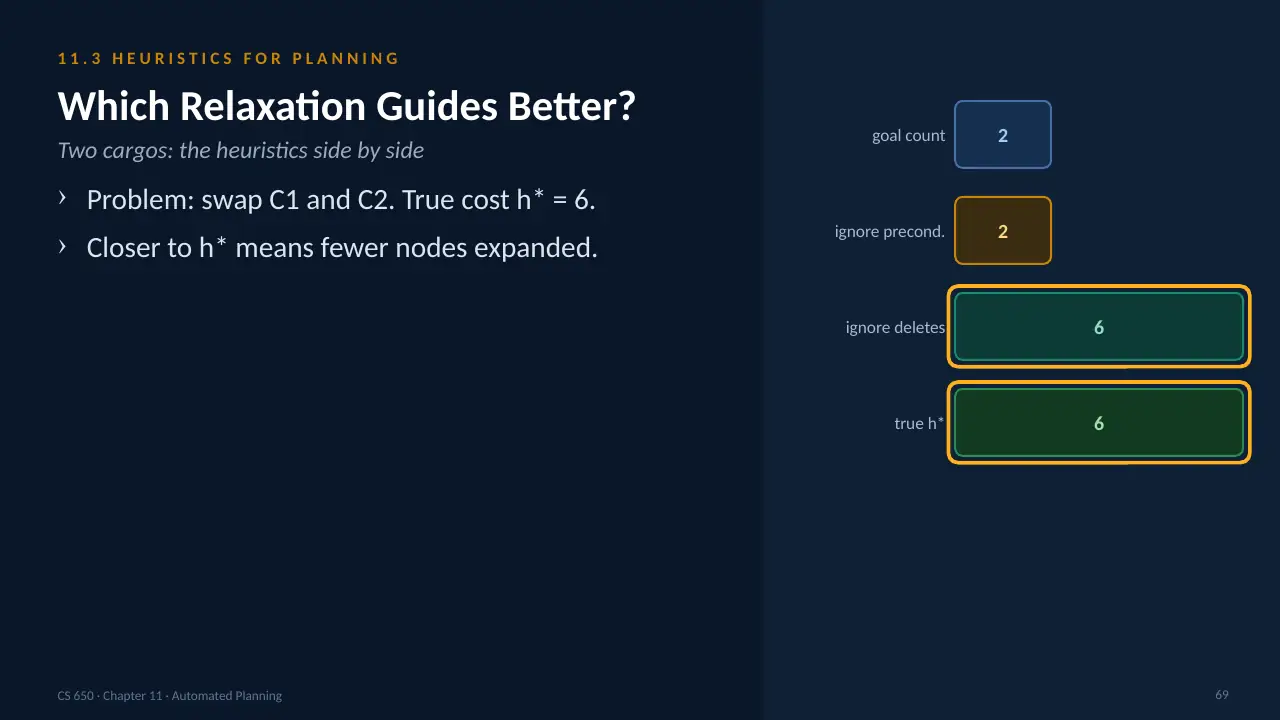 11.3 HEURISTICS FOR PLANNING
Which Relaxation Guides Better?
Two cargos: the heuristics side by side
› Problem: swap C1 and C2. True cost h* = 6.
› Closer to h* means fewer nodes expanded.
goal count 2
ignore precond. 2
ignore deletes 6
true h* 6
CS 650 · Chapter 11 · Automated Planning
69